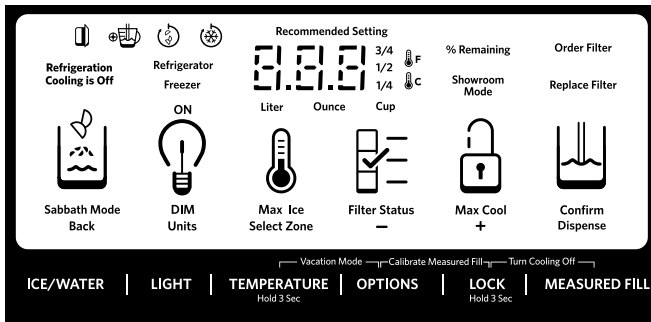 Recommended Setting
Refrigeration
Cooling is Off
Refrigerator
Freezer
8.8.8
3/4
1/2
1/4
F
C
% Remaining
Showroom
Mode
Order Filter
Replace Filter
Liter Ounce Cup
ON
Sabbath Mode
Back
DIM
Units
Max Ice
Select Zone
Filter Status
–
Max Cool
+
Confirm
Dispense
Vacation Mode
Calibrate Measured Fill
Turn Cooling Off
ICE/WATER
LIGHT
TEMPERATURE
Hold 3 Sec
OPTIONS
LOCK
Hold 3 Sec
MEASURED FILL